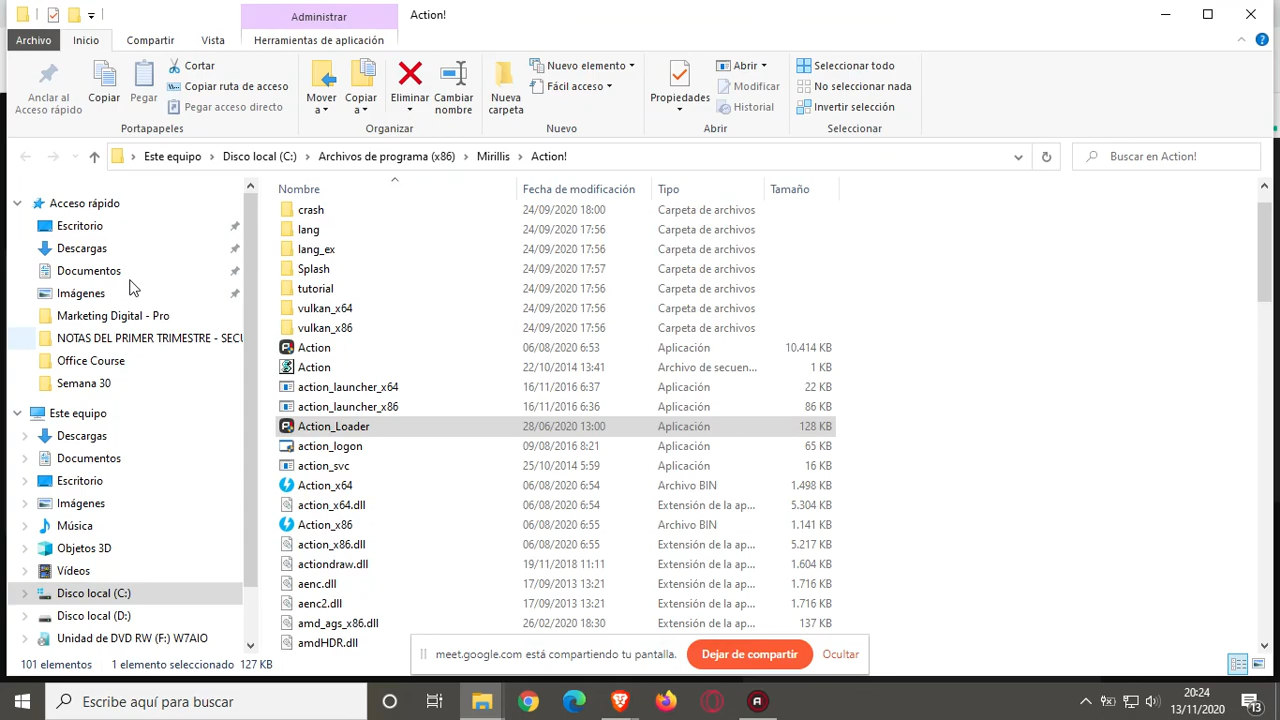 Administrar
Action!
Archivo
Inicio
Compartir
Vista
Herramientas de aplicación
Anclar al
Acceso rápido
Copiar
Pegar
Cortar
Copiar ruta de acceso
Pegar acceso directo
Portapapeles
Mover
a
Copiar
a
Eliminar
Cambiar
nombre
Organizar
Nueva
carpeta
Nuevo elemento
Fácil acceso
Nuevo
Propiedades
Abrir
Modificar
Historial
Abrir
Seleccionar todo
No seleccionar nada
Invertir selección
Seleccionar
Este equipo
Disco local (C:)
Archivos de programa (x86)
Mirillis
Action!
Buscar en Action!
Acceso rápido
Escritorio
Descargas
Documentos
Imágenes
Marketing Digital - Pro
NOTAS DEL PRIMER TRIMESTRE - SECU
Office Course
Semana 30
Este equipo
Descargas
Documentos
Escritorio
Imágenes
Música
Objetos 3D
Vídeos
Disco local (C:)
Disco local (D:)
Unidad de DVD RW (F:) W7AIO
Nombre Fecha de modificación Tipo Tamaño
crash 24/09/2020 18:00 Carpeta de archivos
lang 24/09/2020 17:56 Carpeta de archivos
lang_ex 24/09/2020 17:56 Carpeta de archivos
Splash 24/09/2020 17:57 Carpeta de archivos
tutorial 24/09/2020 17:56 Carpeta de archivos
vulkan_x64 24/09/2020 17:56 Carpeta de archivos
vulkan_x86 24/09/2020 17:56 Carpeta de archivos
Action 06/08/2020 6:53 Aplicación 10.414 KB
Action 22/10/2014 13:41 Archivo de secuen... 1 KB
action_launcher_x64 16/11/2016 6:37 Aplicación 22 KB
action_launcher_x86 16/11/2016 6:36 Aplicación 86 KB
Action_Loader 28/06/2020 13:00 Aplicación 128 KB
action_logon 09/08/2016 8:21 Aplicación 65 KB
action_svc 25/10/2014 5:59 Aplicación 16 KB
Action_x64 06/08/2020 6:54 Archivo BIN 1.498 KB
action_x64.dll 06/08/2020 6:54 Extensión de la ap... 5.304 KB
Action_x86 06/08/2020 6:55 Archivo BIN 1.141 KB
action_x86.dll 06/08/2020 6:55 Extensión de la ap... 5.217 KB
actiondraw.dll 19/11/2018 11:11 Extensión de la ap... 1.604 KB
aenc.dll 17/09/2013 13:21 Extensión de la ap... 1.716 KB
aenc2.dll 17/09/2013 13:21 Extensión de la ap... 1.716 KB
amd_ags_x86.dll 26/02/2020 18:30 Extensión de la ap... 137 KB
amdHDR.dll
meet.google.com está compartiendo tu pantalla.
Dejar de compartir
Ocultar
101 elementos
1 elemento seleccionado 127 KB
Escribe aquí para buscar
20:24
13/11/2020
13